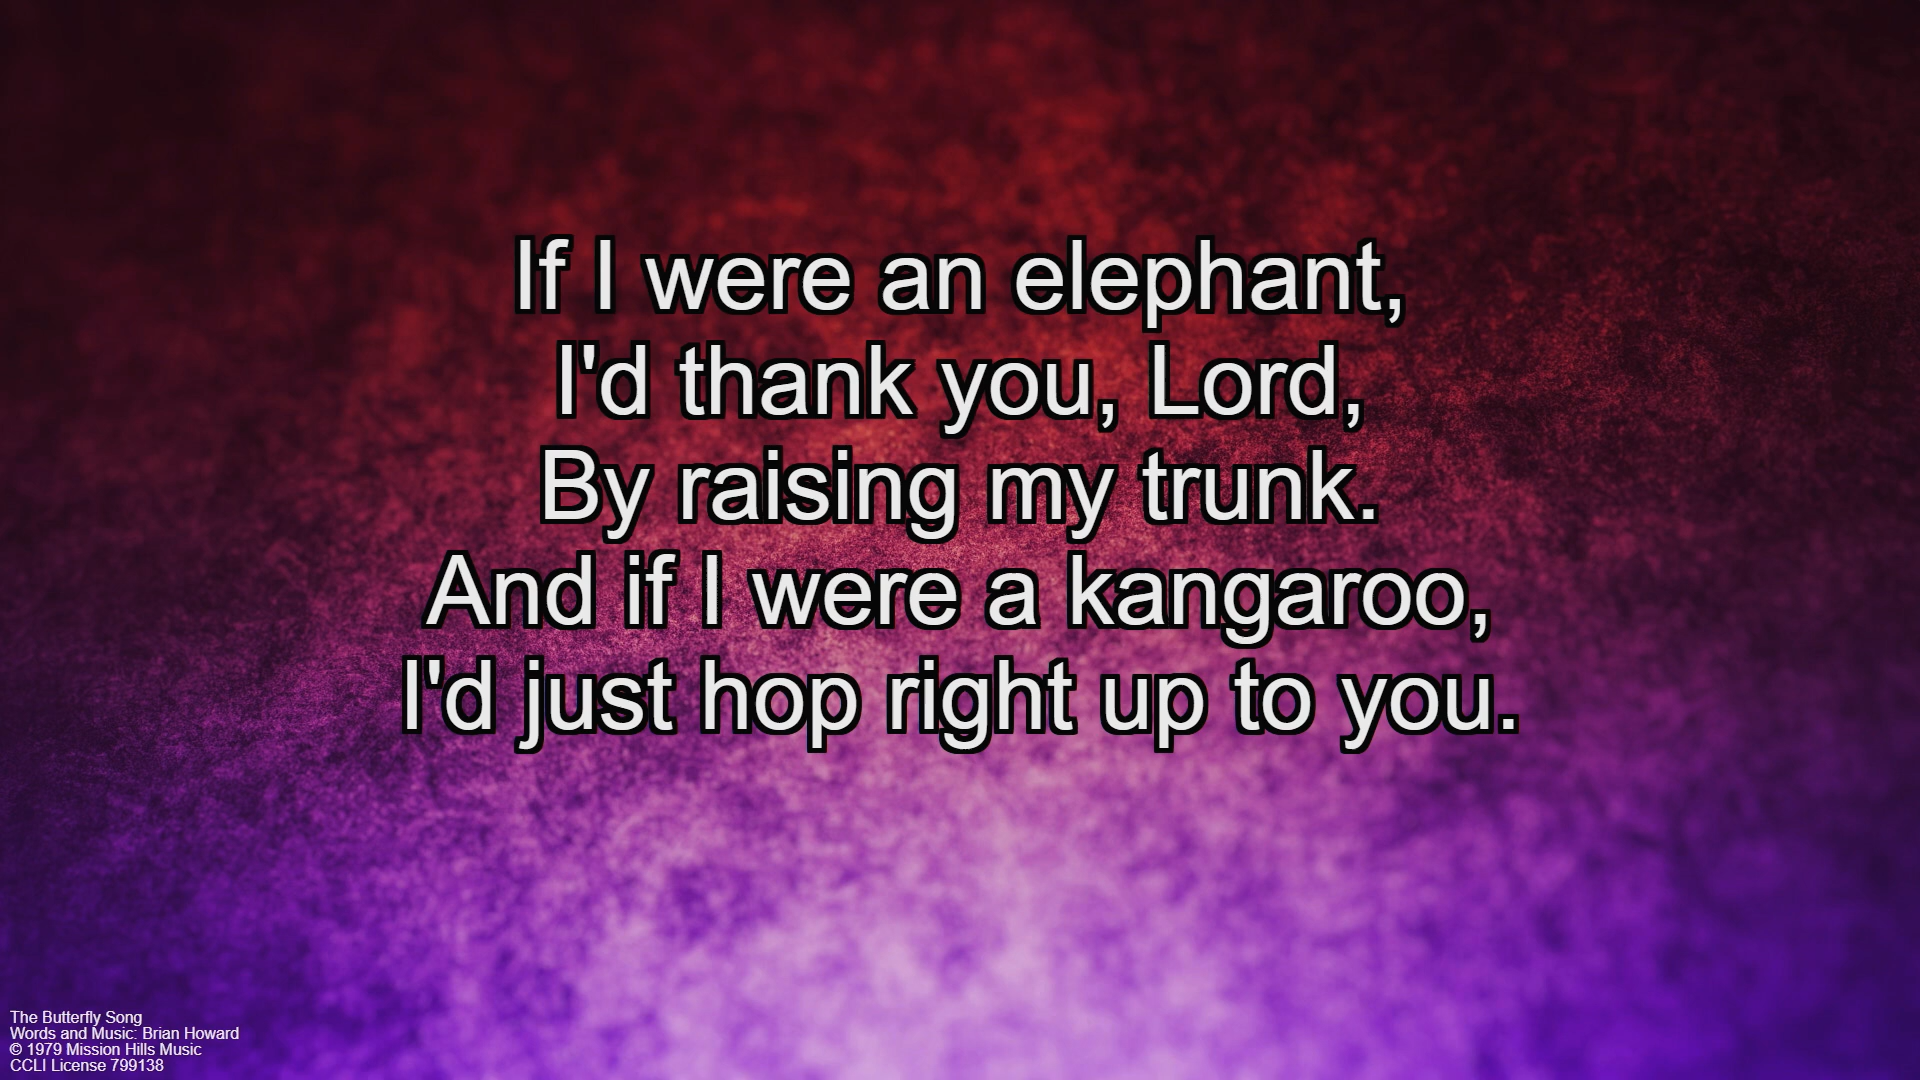 If I were an elephant,
I'd thank you, Lord,
By raising my trunk.
And if I were a kangaroo,
I'd just hop right up to you.
The Butterfly Song
Words and Music: Brian Howard
© 1979 Mission Hills Music
CCLI License 799138